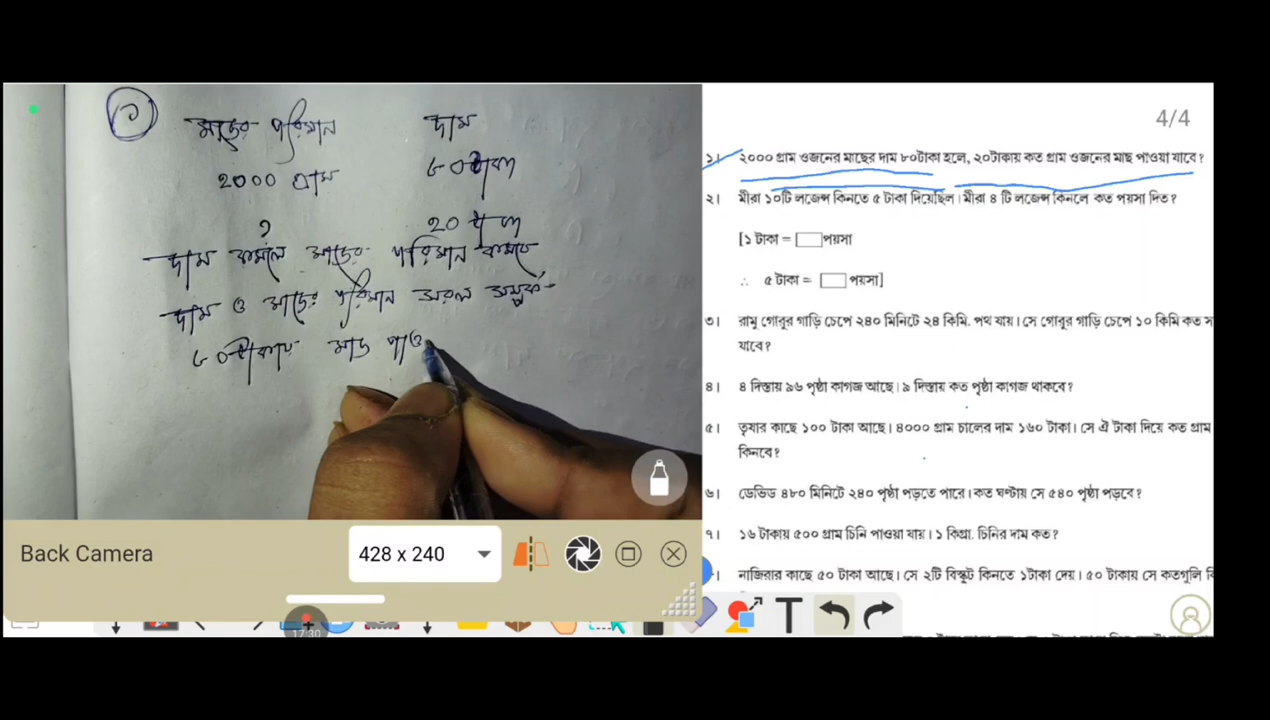 ১
মাছের পরিমান দাম
২০০০ গ্রাম ৮০টাকা
? ২০ টাকা
দাম কমলে মাছের পরিমান কমবে
দাম ও মাছের পরিমান সরল সম্পর্ক
৮০টাকায় মাছ পাও
Back Camera
428 x 240
17:30
4/4
১। ২০০০ গ্রাম ওজনের মাছের দাম ৮০টাকা হলে, ২০টাকায় কত গ্রাম ওজনের মাছ পাওয়া যাবে?
২। মীরা ১০টি লজেন্স কিনতে ৫ টাকা দিয়েছিল। মীরা ৪ টি লজেন্স কিনলে কত পয়সা দিত?
[১ টাকা = পয়সা
∴ ৫ টাকা = পয়সা]
৩। রামু গোরুর গাড়ি চেপে ২৪০ মিনিটে ২৪ কিমি. পথ যায়। সে গোরুর গাড়ি চেপে ১০ কিমি কত স
যাবে?
৪। ৪ দিস্তায় ৯৬ পৃষ্ঠা কাগজ আছে। ৯ দিস্তায় কত পৃষ্ঠা কাগজ থাকবে?
৫। তৃষার কাছে ১০০ টাকা আছে। ৪০০০ গ্রাম চালের দাম ১৬০ টাকা। সে ঐ টাকা দিয়ে কত গ্রাম
কিনবে?
৬। ডেভিড ৪৮০ মিনিটে ২৪০ পৃষ্ঠা পড়তে পারে। কত ঘণ্টায় সে ৫৪০ পৃষ্ঠা পড়বে?
৭। ১৬ টাকায় ৫০০ গ্রাম চিনি পাওয়া যায়। ১ কিগ্রা. চিনির দাম কত?
নাজিরার কাছে ৫০ টাকা আছে। সে ২টি বিস্কুট কিনতে ১টাকা দেয়। ৫০ টাকায় সে কতগুলি বি